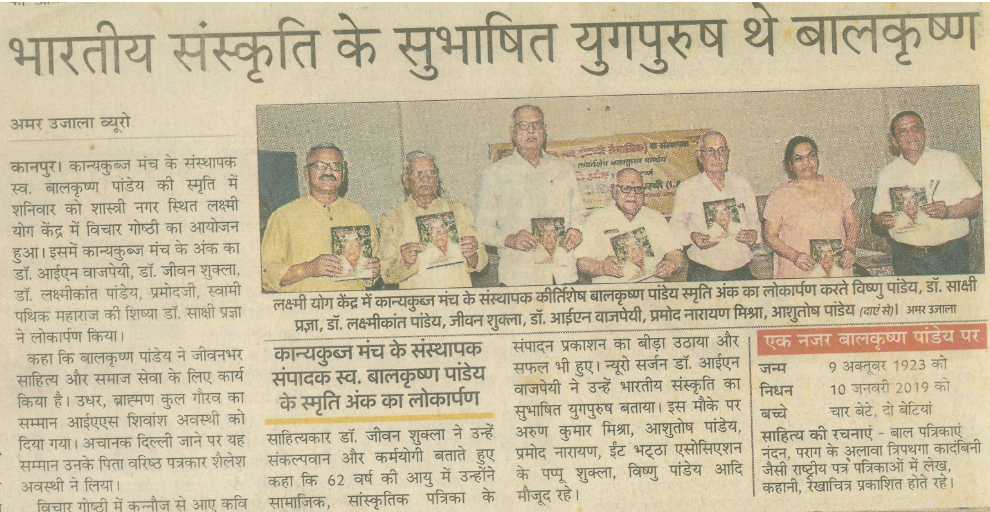 भारतीय संस्कृति के सुभाषित युगपुरुष थे बालकृष्ण
अमर उजाला ब्यूरो
कानपुर। कान्यकुब्ज मंच के संस्थापक
स्व. बालकृष्ण पांडेय की स्मृति में
शनिवार को शास्त्री नगर स्थित लक्ष्मी
योग केंद्र में विचार गोष्ठी का आयोजन
हुआ। इसमें कान्यकुब्ज मंच के अंक का
डॉ. आईएन वाजपेयी, डॉ. जीवन शुक्ला,
डॉ. लक्ष्मीकांत पांडेय, प्रमोदजी, स्वामी
पथिक महाराज की शिष्या डॉ. साक्षी प्रज्ञा
ने लोकार्पण किया।
कहा कि बालकृष्ण पांडेय ने जीवनभर
साहित्य और समाज सेवा के लिए कार्य
किया है। उधर, ब्राह्मण कुल गौरव का
सम्मान आईएएस शिवांश अवस्थी को
दिया गया। अचानक दिल्ली जाने पर यह
सम्मान उनके पिता वरिष्ठ पत्रकार शैलेश
अवस्थी ने लिया।
विचार गोष्ठी में कन्नौज से आए कवि
के संस्थापक
लक्ष्मी योग केंद्र में कान्यकुब्ज मंच के संस्थापक कीर्तिशेष बालकृष्ण पांडेय स्मृति अंक का लोकार्पण करते विष्णु पांडेय, डॉ. साक्षी
प्रज्ञा, डॉ. लक्ष्मीकांत पांडेय, जीवन शुक्ला, डॉ. आईएन वाजपेयी, प्रमोद नारायण मिश्रा, आशुतोष पांडेय (दाएं से)। अमर उजाला
कान्यकुब्ज मंच के संस्थापक
संपादक स्व. बालकृष्ण पांडेय
के स्मृति अंक का लोकार्पण
साहित्यकार डॉ. जीवन शुक्ला ने उन्हें
संकल्पवान और कर्मयोगी बताते हुए
कहा कि 62 वर्ष की आयु में उन्होंने
सामाजिक, सांस्कृतिक पत्रिका के
संपादन प्रकाशन का बीड़ा उठाया और
सफल भी हुए। न्यूरो सर्जन डॉ. आईएन
वाजपेयी ने उन्हें भारतीय संस्कृति का
सुभाषित युगपुरुष बताया। इस मौके पर
अरुण कुमार मिश्रा, आशुतोष पांडेय,
प्रमोद नारायण, ईंट भट्ठा एसोसिएशन
के पप्पू शुक्ला, विष्णु पांडेय आदि
मौजूद रहे।
एक नजर बालकृष्ण पांडेय पर
जन्म 9 अक्तूबर 1923 को
निधन 10 जनवरी 2019 को
बच्चे चार बेटे, दो बेटियां
साहित्य की रचनाएं - बाल पत्रिकाएं
नंदन, पराग के अलावा त्रिपथगा कादंबिनी
जैसी राष्ट्रीय पत्र पत्रिकाओं में लेख,
कहानी, रेखाचित्र प्रकाशित होते रहे।